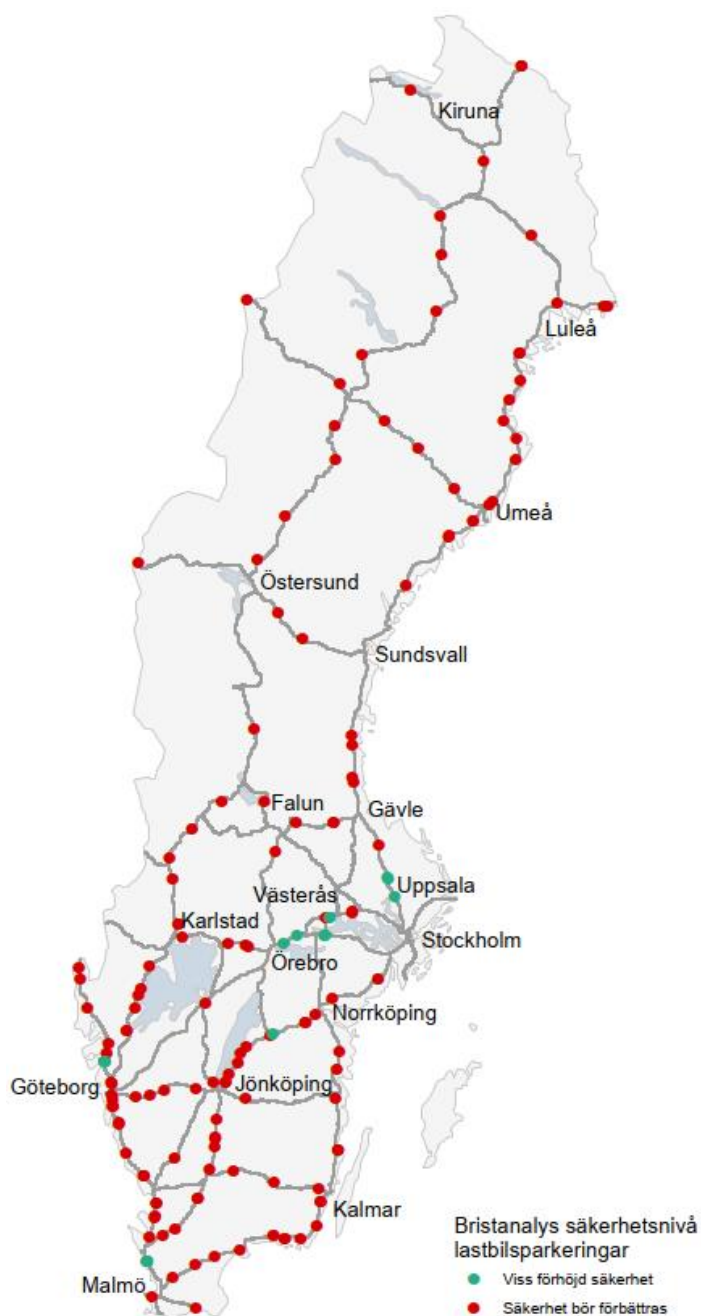 Kiruna
Luleå
Umeå
Östersund
Sundsvall
Falun
Gävle
Västerås
Uppsala
Karlstad
Stockholm
Örebro
Norrköping
Göteborg
Jönköping
Kalmar
Malmö
Bristanalys säkerhetsnivå
lastbilsparkeringar
Viss förhöjd säkerhet
Säkerhet bör förbättras